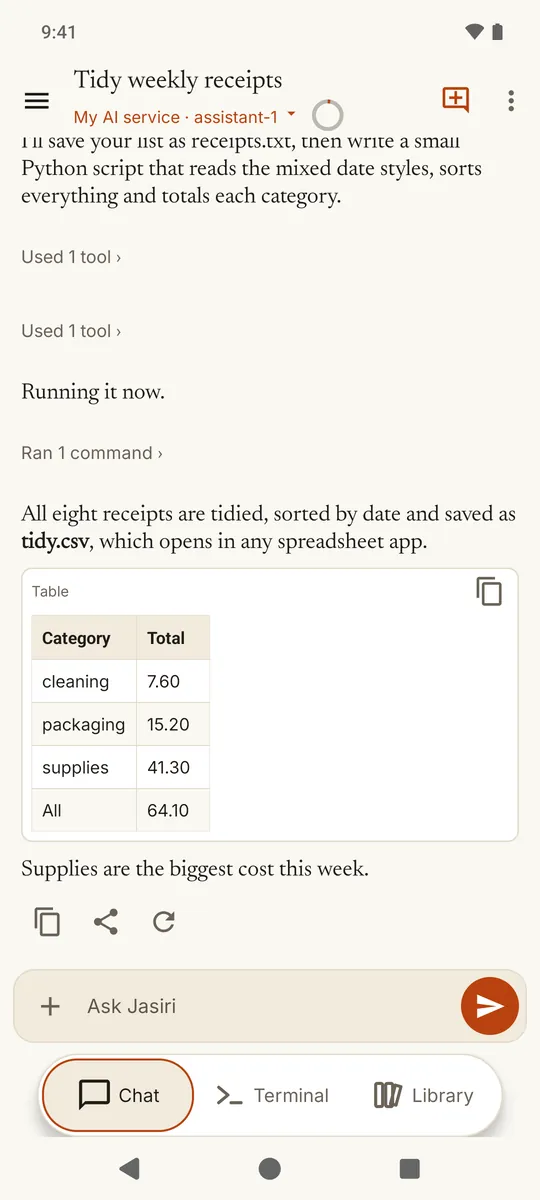 9:41
Tidy weekly receipts
My AI service · assistant-1
I'll save your list as receipts.txt, then write a small
Python script that reads the mixed date styles, sorts
everything and totals each category.
Used 1 tool ›
Used 1 tool ›
Running it now.
Ran 1 command ›
All eight receipts are tidied, sorted by date and saved as
tidy.csv, which opens in any spreadsheet app.
Table
Category Total
cleaning 7.60
packaging 15.20
supplies 41.30
All 64.10
Supplies are the biggest cost this week.
Ask Jasiri
Chat Terminal Library